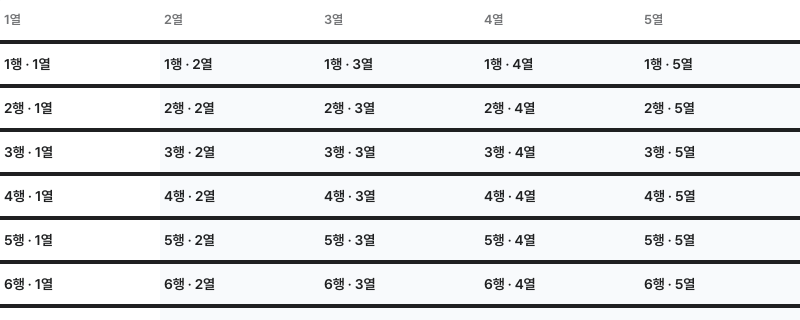 1열 2열 3열 4열 5열
1행 · 1열 1행 · 2열 1행 · 3열 1행 · 4열 1행 · 5열
2행 · 1열 2행 · 2열 2행 · 3열 2행 · 4열 2행 · 5열
3행 · 1열 3행 · 2열 3행 · 3열 3행 · 4열 3행 · 5열
4행 · 1열 4행 · 2열 4행 · 3열 4행 · 4열 4행 · 5열
5행 · 1열 5행 · 2열 5행 · 3열 5행 · 4열 5행 · 5열
6행 · 1열 6행 · 2열 6행 · 3열 6행 · 4열 6행 · 5열